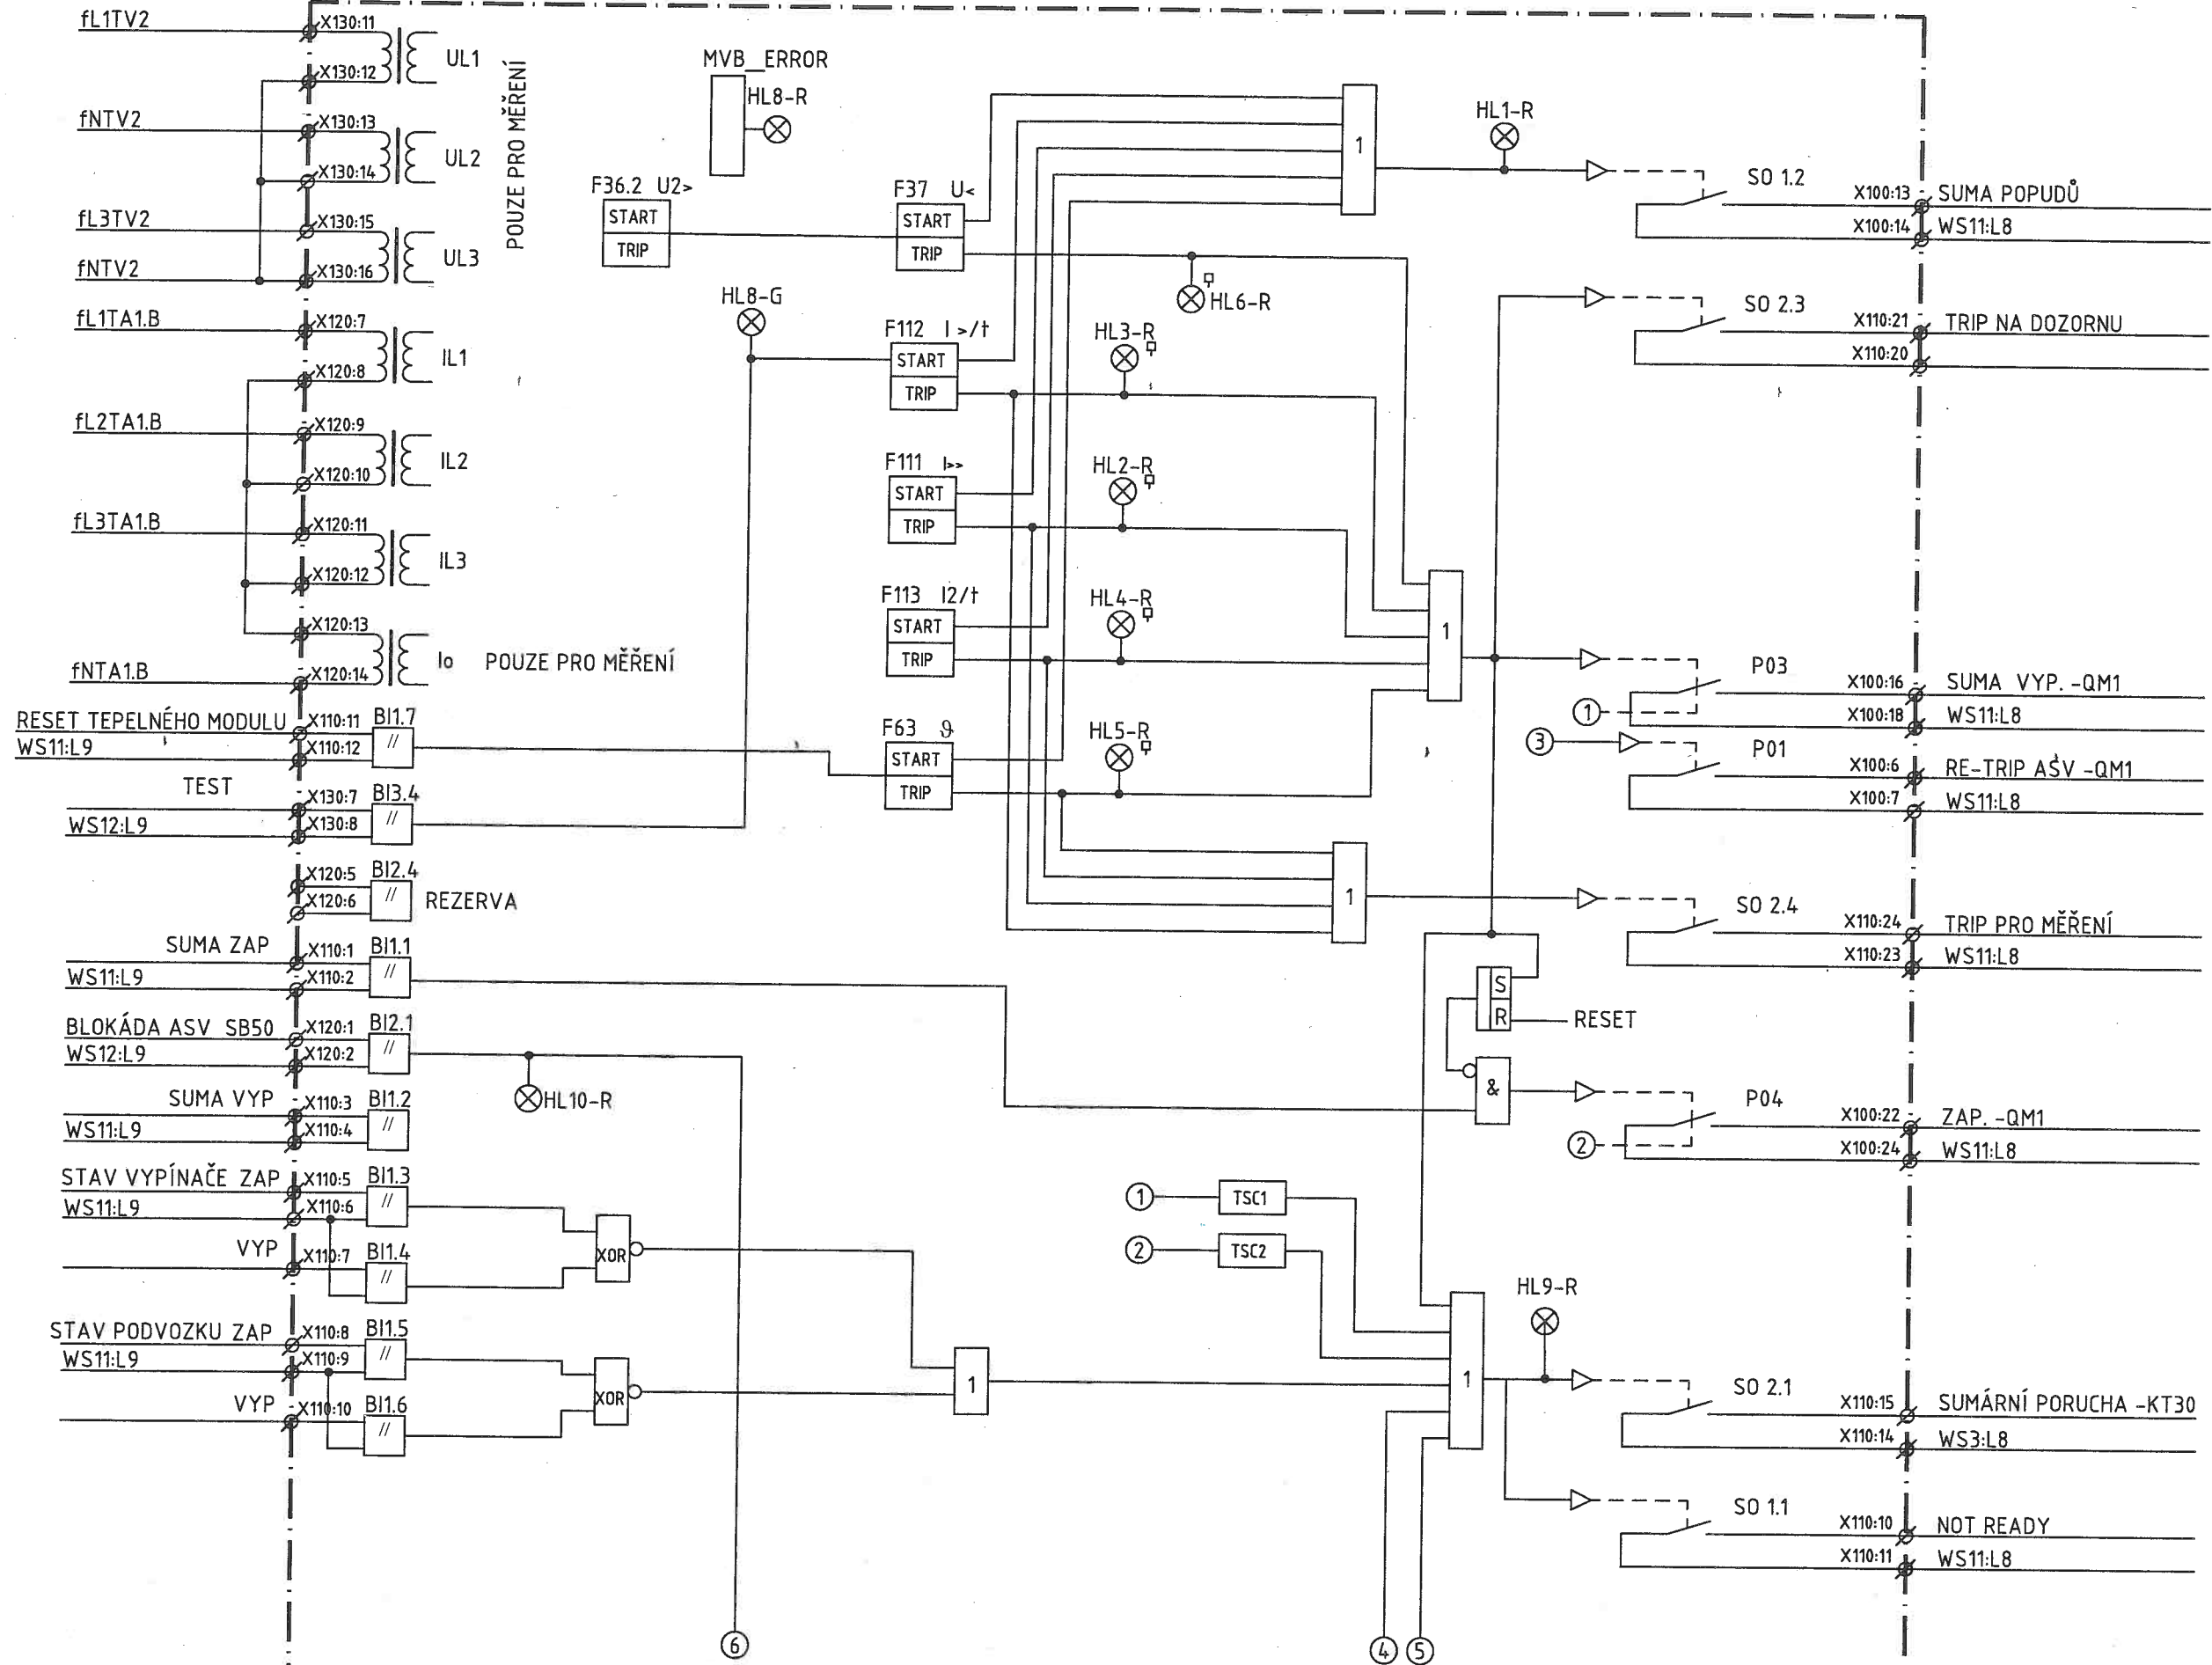 fL1TV2
X130:11
X130:12
UL1
fNTV2
X130:13
X130:14
UL2
fL3TV2
X130:15
fNTV2
X130:16
UL3
POUZE PRO MĚŘENÍ
fL1TA1.B
X120:7
X120:8
IL1
fL2TA1.B
X120:9
X120:10
IL2
fL3TA1.B
X120:11
X120:12
IL3
X120:13
fNTA1.B
X120:14
Io
POUZE PRO MĚŘENÍ
RESET TEPELNÉHO MODULU
X110:11
BI1.7
WS11:L9
X110:12
//
TEST
X130:7
BI3.4
WS12:L9
X130:8
//
X120:5
BI2.4
X120:6
//
REZERVA
SUMA ZAP
X110:1
BI1.1
WS11:L9
X110:2
//
BLOKÁDA ASV SB50
X120:1
BI2.1
WS12:L9
X120:2
//
HL10-R
SUMA VYP
X110:3
BI1.2
WS11:L9
X110:4
//
STAV VYPÍNAČE ZAP
X110:5
BI1.3
WS11:L9
X110:6
//
VYP
X110:7
BI1.4
//
XOR
STAV PODVOZKU ZAP
X110:8
BI1.5
WS11:L9
X110:9
//
VYP
X110:10
BI1.6
//
XOR
1
6
MVB_ERROR
HL8-R
F36.2 U2>
START
TRIP
F37 U<
START
TRIP
HL6-R
HL8-G
F112 I >/t
START
TRIP
HL3-R
F111 I>>
START
TRIP
HL2-R
F113 I2/t
START
TRIP
HL4-R
F63 ϑ
START
TRIP
HL5-R
1
1
1
HL1-R
S
R
RESET
&
1
TSC1
2
TSC2
1
HL9-R
4
5
SO 1.2
X100:13
SUMA POPUDŮ
X100:14
WS11:L8
SO 2.3
X110:21
TRIP NA DOZORNU
X110:20
P03
1
X100:16
SUMA VYP. -QM1
X100:18
WS11:L8
3
P01
X100:6
RE-TRIP ASV -QM1
X100:7
WS11:L8
SO 2.4
X110:24
TRIP PRO MĚŘENÍ
X110:23
WS11:L8
P04
2
X100:22
ZAP. -QM1
X100:24
WS11:L8
SO 2.1
X110:15
SUMÁRNÍ PORUCHA -KT30
X110:14
WS3:L8
SO 1.1
X110:10
NOT READY
X110:11
WS11:L8